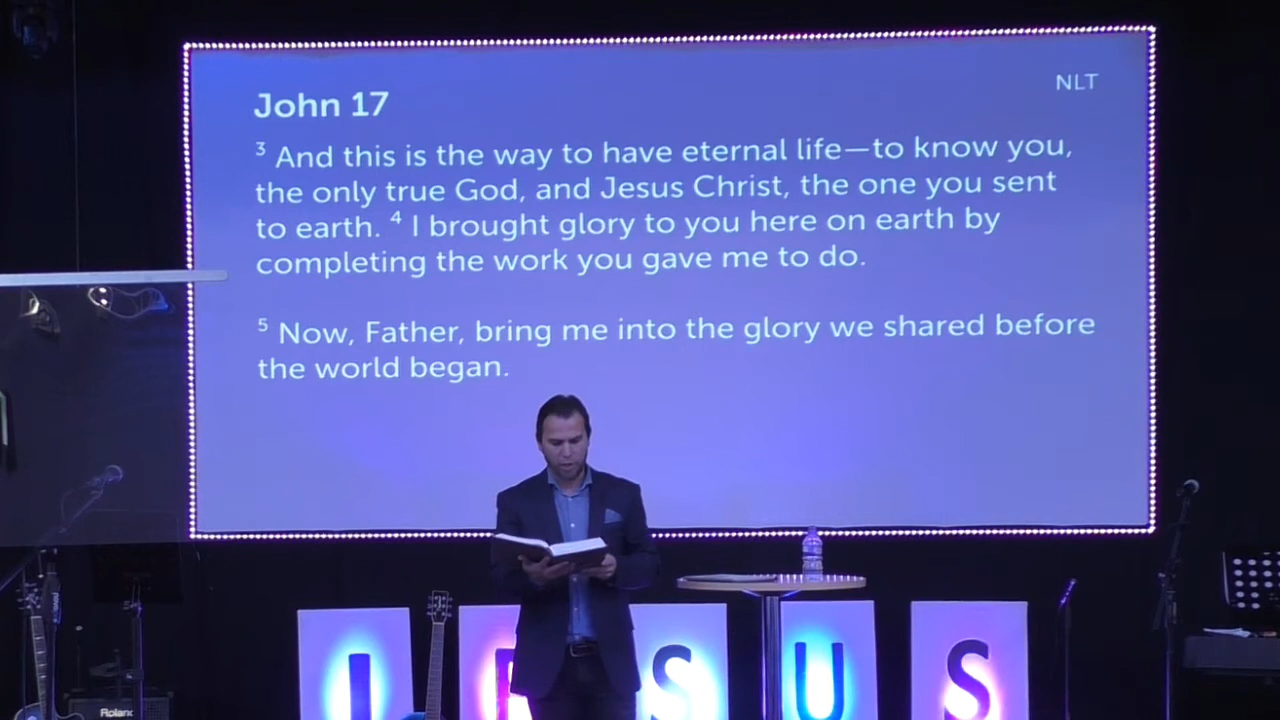 NLT
John 17
3 And this is the way to have eternal life—to know you,
the only true God, and Jesus Christ, the one you sent
to earth. 4 I brought glory to you here on earth by
completing the work you gave me to do.
5 Now, Father, bring me into the glory we shared before
the world began.
JESUS
Roland